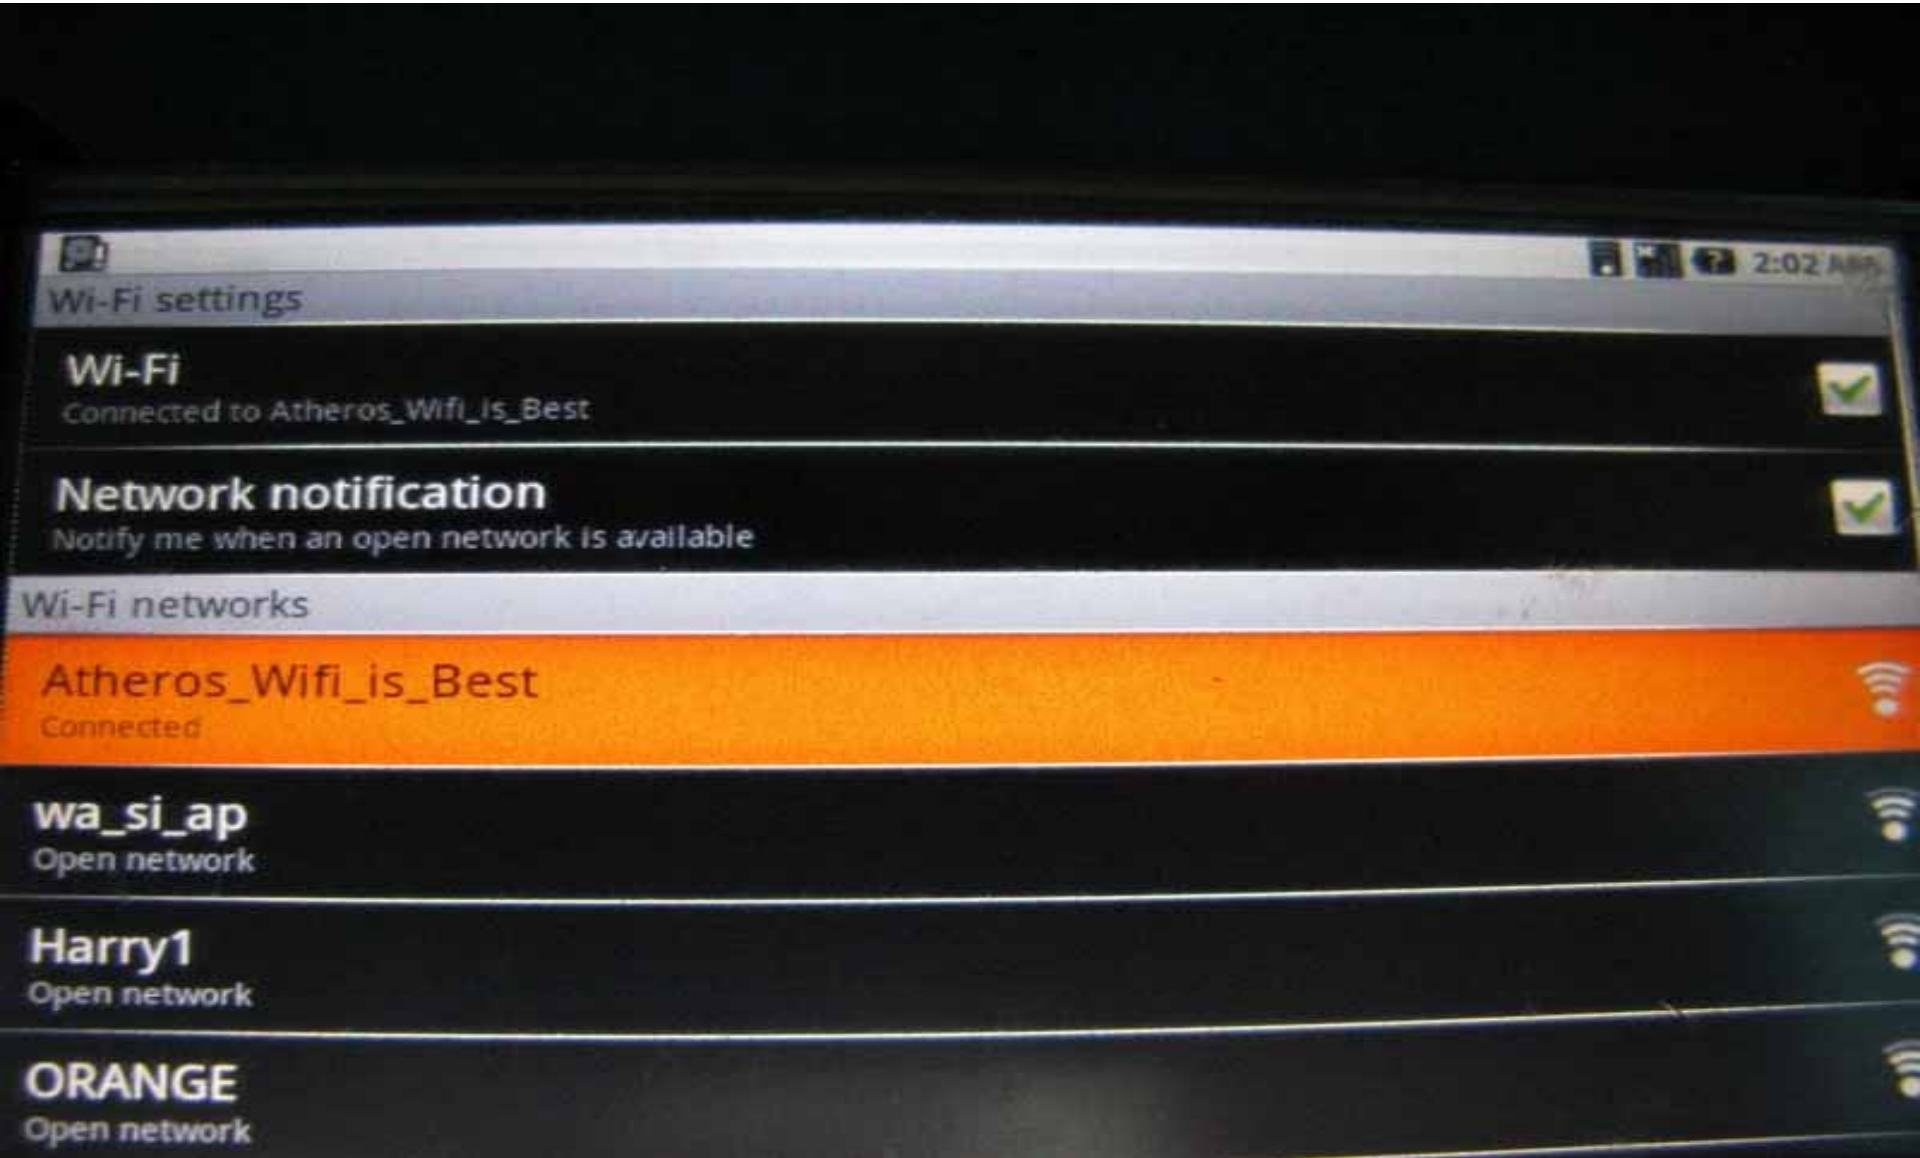 2:02 AM
Wi-Fi settings
Wi-Fi
Connected to Atheros_Wifi_is_Best
Network notification
Notify me when an open network is available
Wi-Fi networks
Atheros_Wifi_is_Best
Connected
wa_si_ap
Open network
Harry1
Open network
ORANGE
Open network